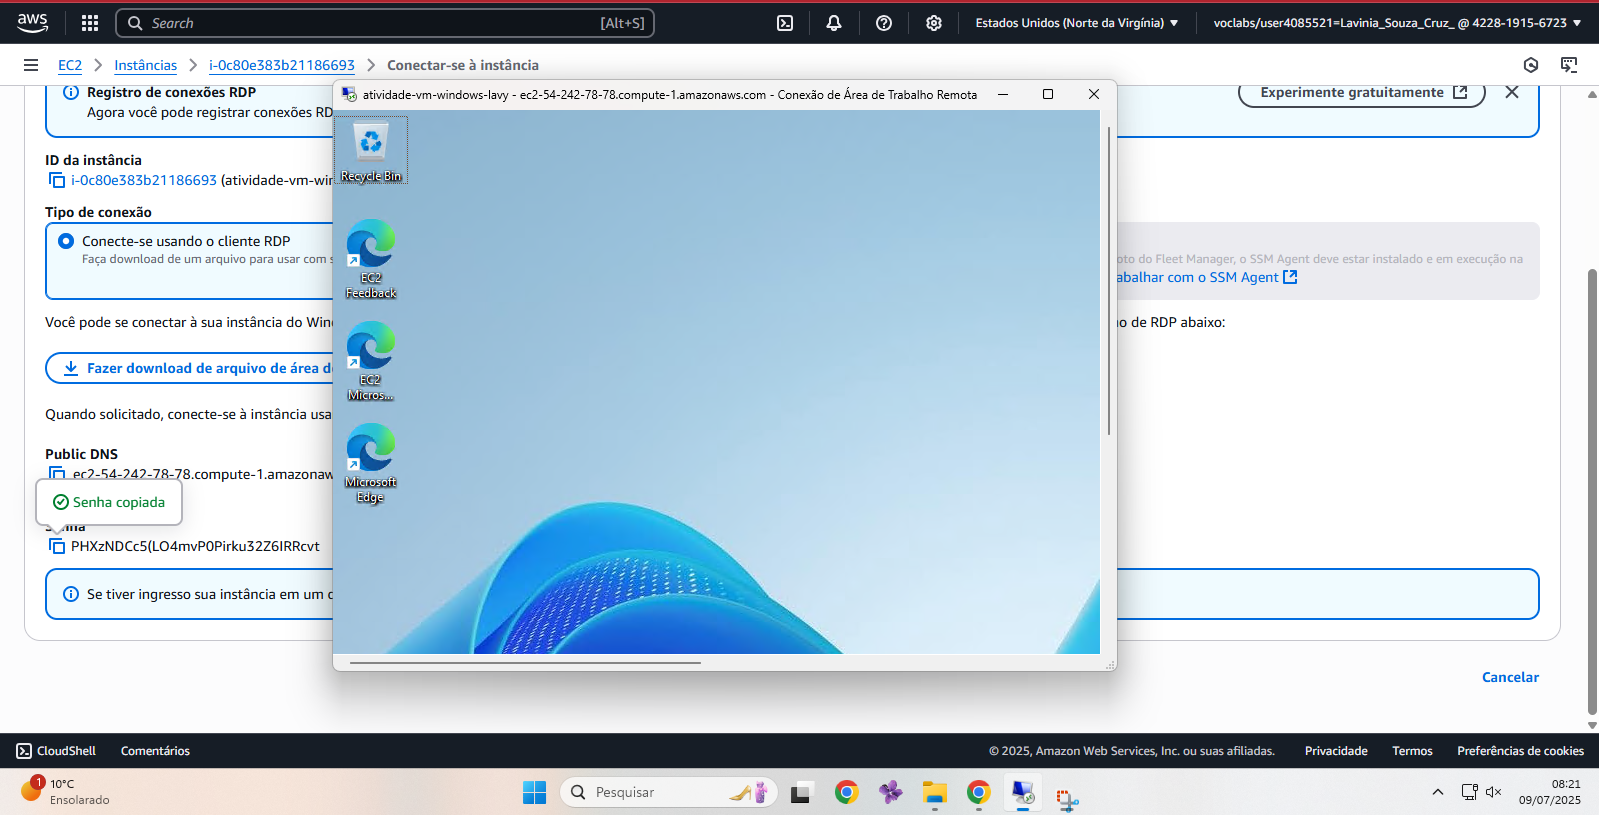 aws
Search
[Alt+S]
Estados Unidos (Norte da Virgínia)
voclabs/user4085521=Lavinia_Souza_Cruz_ @ 4228-1915-6723
EC2
Instâncias
i-0c80e383b21186693
Conectar-se à instância
Registro de conexões RDP
Agora você pode registrar conexões RD
Experimente gratuitamente
ID da instância
i-0c80e383b21186693 (atividade-vm-win
Tipo de conexão
Conecte-se usando o cliente RDP
Faça download de um arquivo para usar com s
oto do Fleet Manager, o SSM Agent deve estar instalado e em execução na
abalhar com o SSM Agent
Você pode se conectar à sua instância do Win
o de RDP abaixo:
Fazer download de arquivo de área d
Quando solicitado, conecte-se à instância usa
Public DNS
ec2-54-242-78-78.compute-1.amazonaw
Senha copiada
Senha
PHXzNDCc5(LO4mvP0Pirku32Z6IRRcvt
Se tiver ingresso sua instância em um d
Cancelar
atividade-vm-windows-lavy - ec2-54-242-78-78.compute-1.amazonaws.com - Conexão de Área de Trabalho Remota
Recycle Bin
EC2
Feedback
EC2
Micros...
Microsoft
Edge
CloudShell
Comentários
© 2025, Amazon Web Services, Inc. ou suas afiliadas.
Privacidade
Termos
Preferências de cookies
1
10°C
Ensolarado
Pesquisar
08:21
09/07/2025